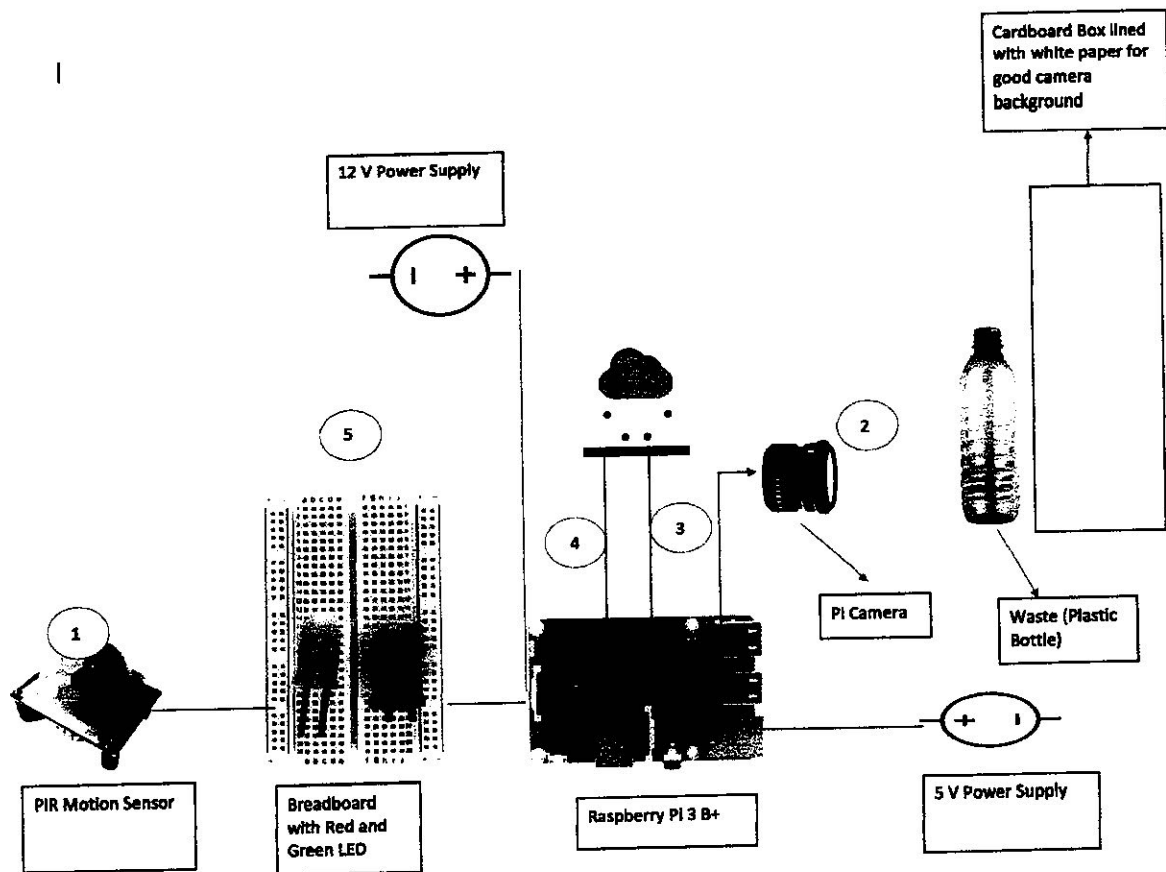 Cardboard Box lined
with white paper for
good camera
background
12 V Power Supply
5
2
4
3
1
Pi Camera
Waste (Plastic
Bottle)
PIR Motion Sensor
Breadboard
with Red and
Green LED
Raspberry Pi 3 B+
5 V Power Supply